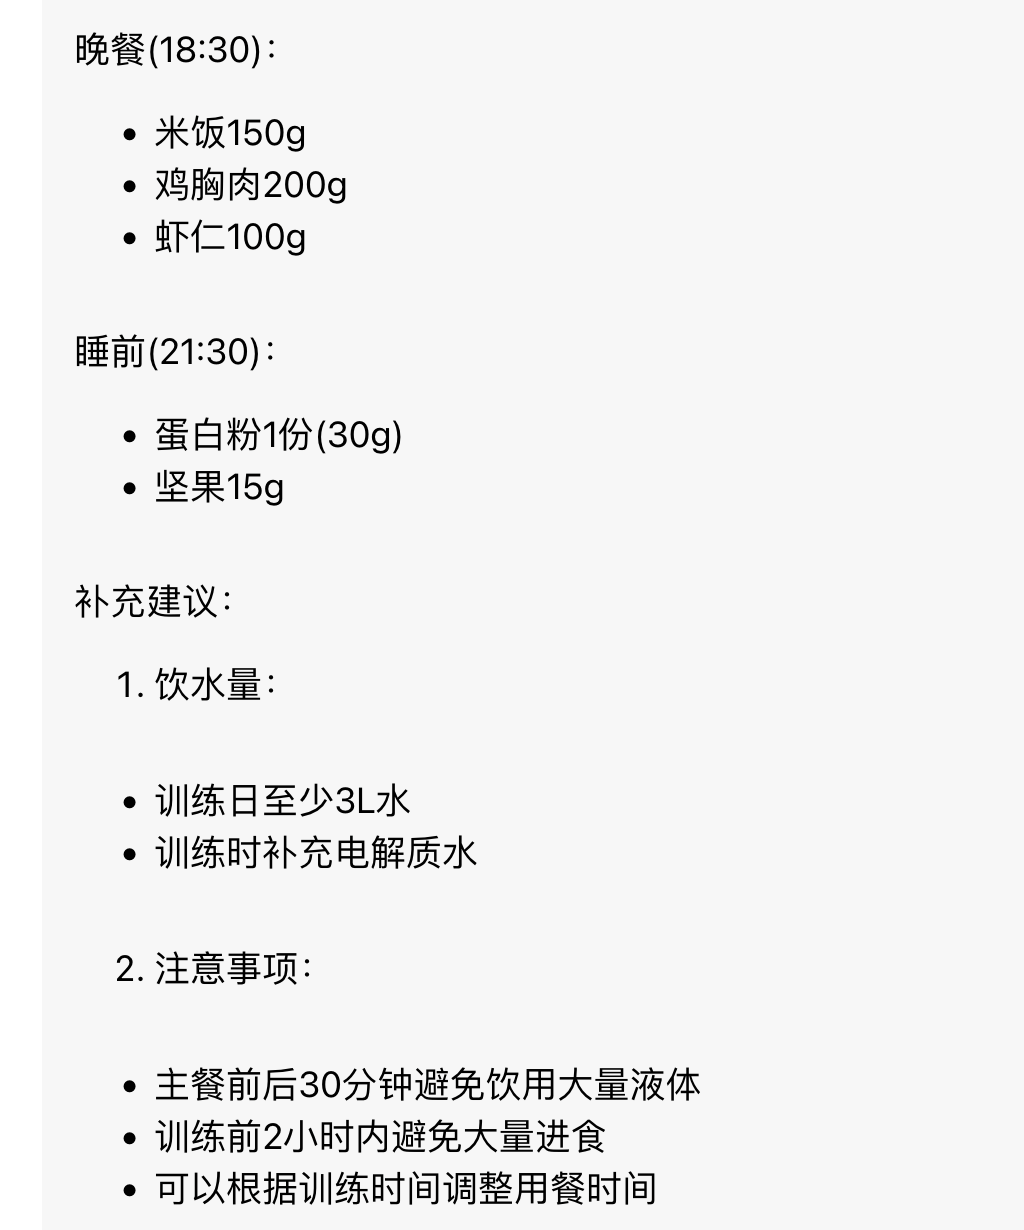 晚餐(18:30)：
• 米饭150g
• 鸡胸肉200g
• 虾仁100g
睡前(21:30)：
• 蛋白粉1份(30g)
• 坚果15g
补充建议：
1. 饮水量：
• 训练日至少3L水
• 训练时补充电解质水
2. 注意事项：
• 主餐前后30分钟避免饮用大量液体
• 训练前2小时内避免大量进食
• 可以根据训练时间调整用餐时间